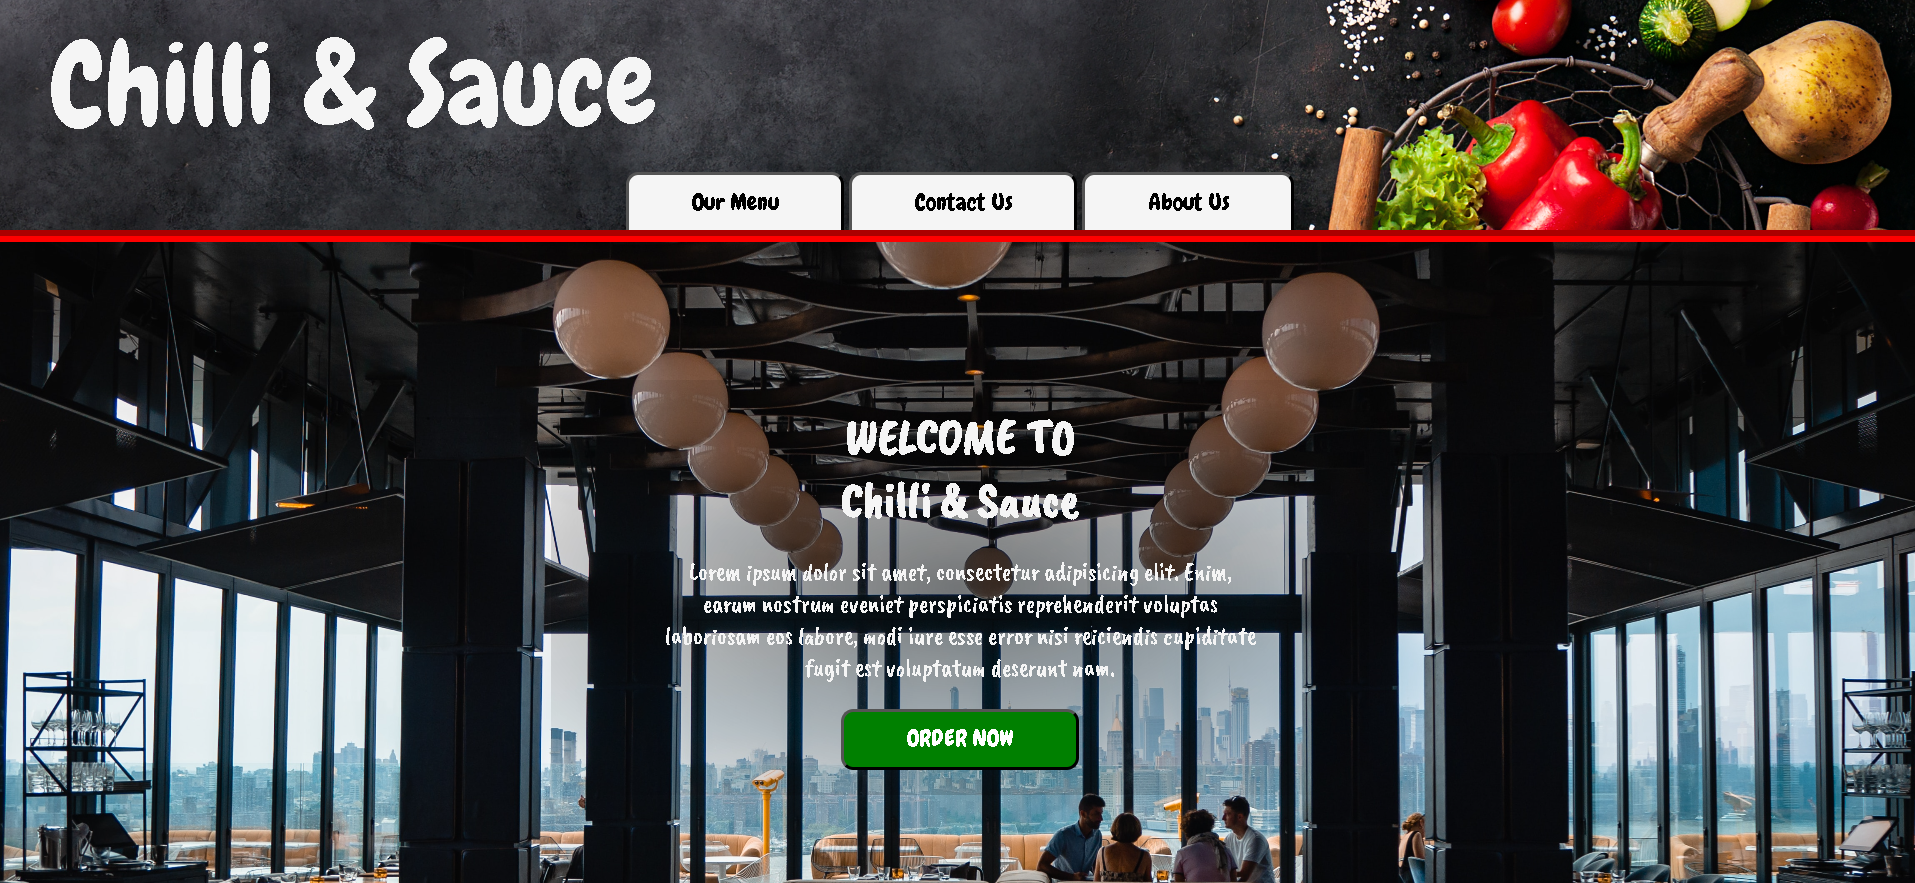 Chilli & Sauce
Our Menu
Contact Us
About Us
WELCOME TO
Chilli & Sauce
Lorem ipsum dolor sit amet, consectetur adipisicing elit. Enim,
earum nostrum eveniet perspiciatis reprehenderit voluptas
laboriosam eos labore, modi iure esse error nisi reiciendis cupiditate
fugit est voluptatum deserunt nam.
ORDER NOW